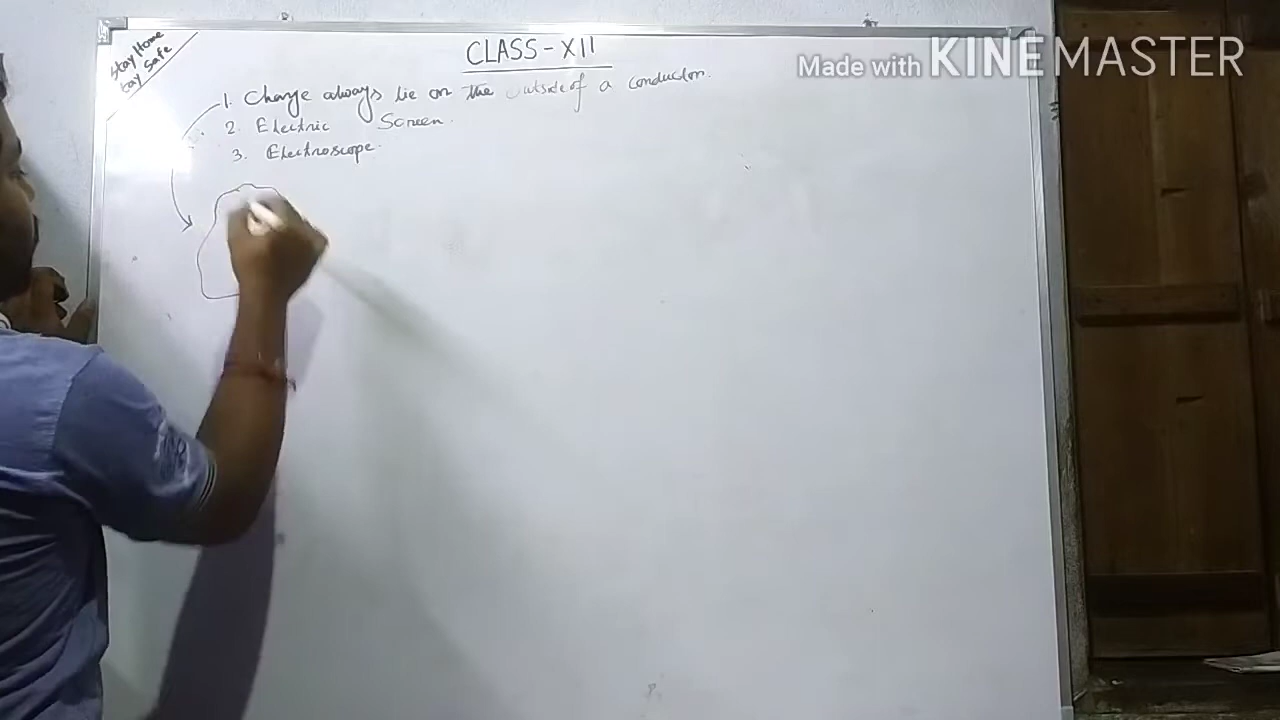 Stay Home
tay Safe
CLASS-XII
Made with KINEMASTER
1. Charge always lie on the outside of a conductor.
2. Electric Screen.
3. Electroscope.